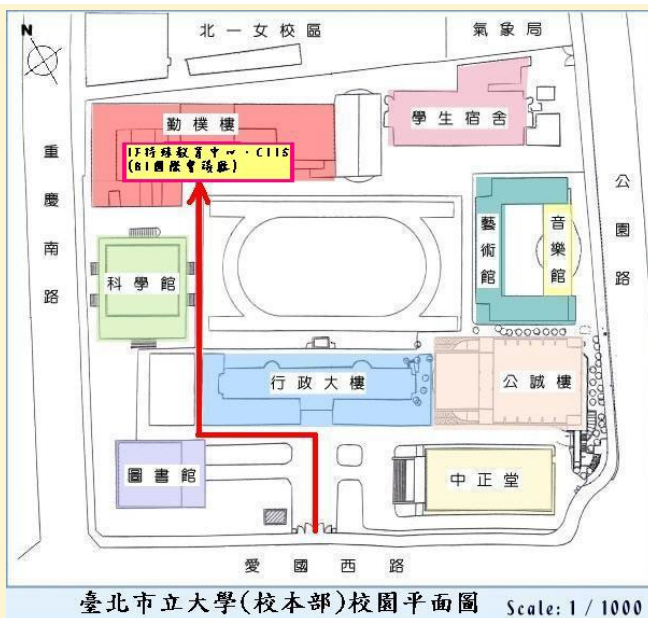 N
北一女校區
氣象局
勤樸樓
學生宿舍
1F特殊教育中心·C115
(B1國際會議廳)
重慶南路
公園路
藝術館
音樂館
科學館
行政大樓
公誠樓
圖書館
中正堂
愛國西路
臺北市立大學(校本部)校園平面圖 Scale: 1 / 1000